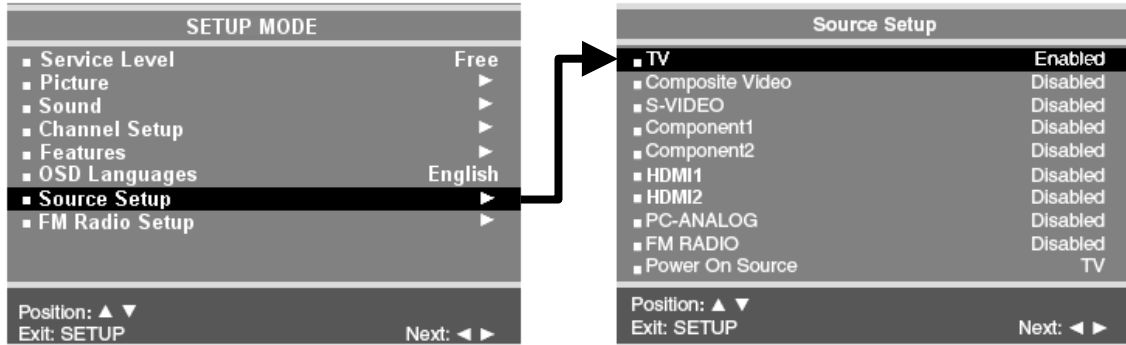 SETUP MODE
Service Level Free
Picture ►
Sound ►
Channel Setup ►
Features ►
OSD Languages English
Source Setup ►
FM Radio Setup ►
Position: ▲ ▼
Exit: SETUP Next: ◄ ►
Source Setup
TV Enabled
Composite Video Disabled
S-VIDEO Disabled
Component1 Disabled
Component2 Disabled
HDMI1 Disabled
HDMI2 Disabled
PC-ANALOG Disabled
FM RADIO Disabled
Power On Source TV
Position: ▲ ▼
Exit: SETUP Next: ◄ ►